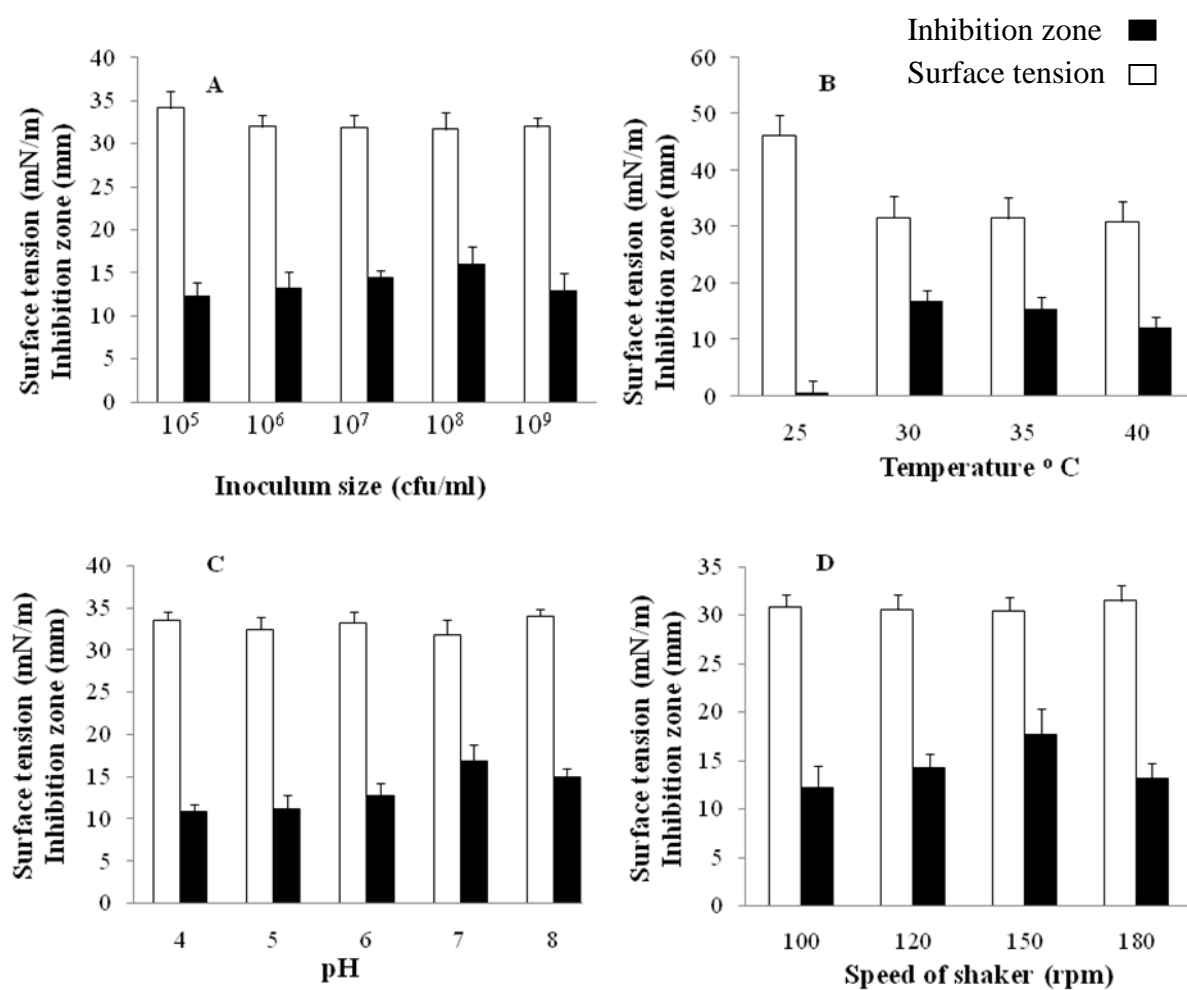 Inhibition zone
Surface tension
A
40
35
30
25
20
15
10
5
0
Surface tension (mN/m)
Inhibition zone (mm)
10⁵ 10⁶ 10⁷ 10⁸ 10⁹
Inoculum size (cfu/ml)
B
60
50
40
30
20
10
0
Surface tension (mN/m)
Inhibition zone (mm)
25 30 35 40
Temperature º C
C
40
35
30
25
20
15
10
5
0
Surface tension (mN/m)
Inhibition zone (mm)
4 5 6 7 8
pH
D
35
30
25
20
15
10
5
0
Surface tension (mN/m)
Inhibition zone (mm)
100 120 150 180
Speed of shaker (rpm)